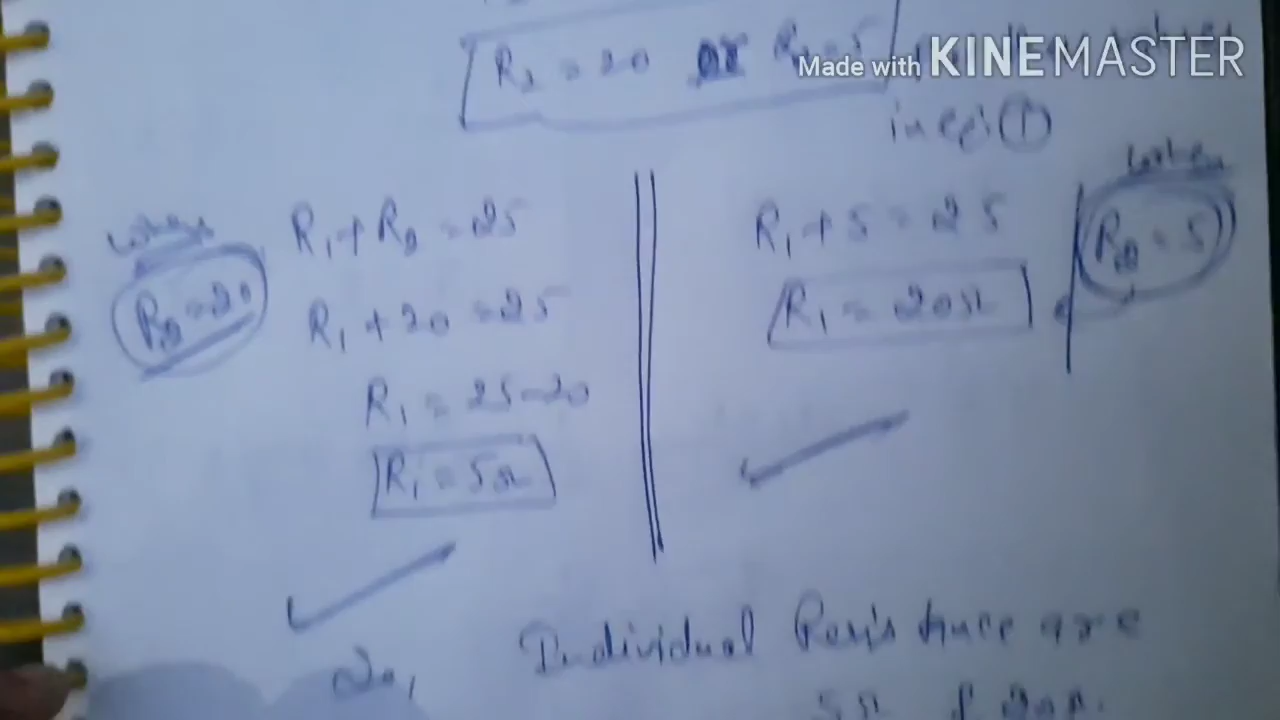 R₂ = 20 or R₂ = 5
Made with KINEMASTER
in eq. ①
when
R₂ = 20
R₁ + R₂ = 25
R₁ + 20 = 25
R₁ = 25 - 20
R₁ = 5Ω
when
R₂ = 5
R₁ + 5 = 25
R₁ = 20Ω
Individual Resistance are
5Ω & 20Ω.